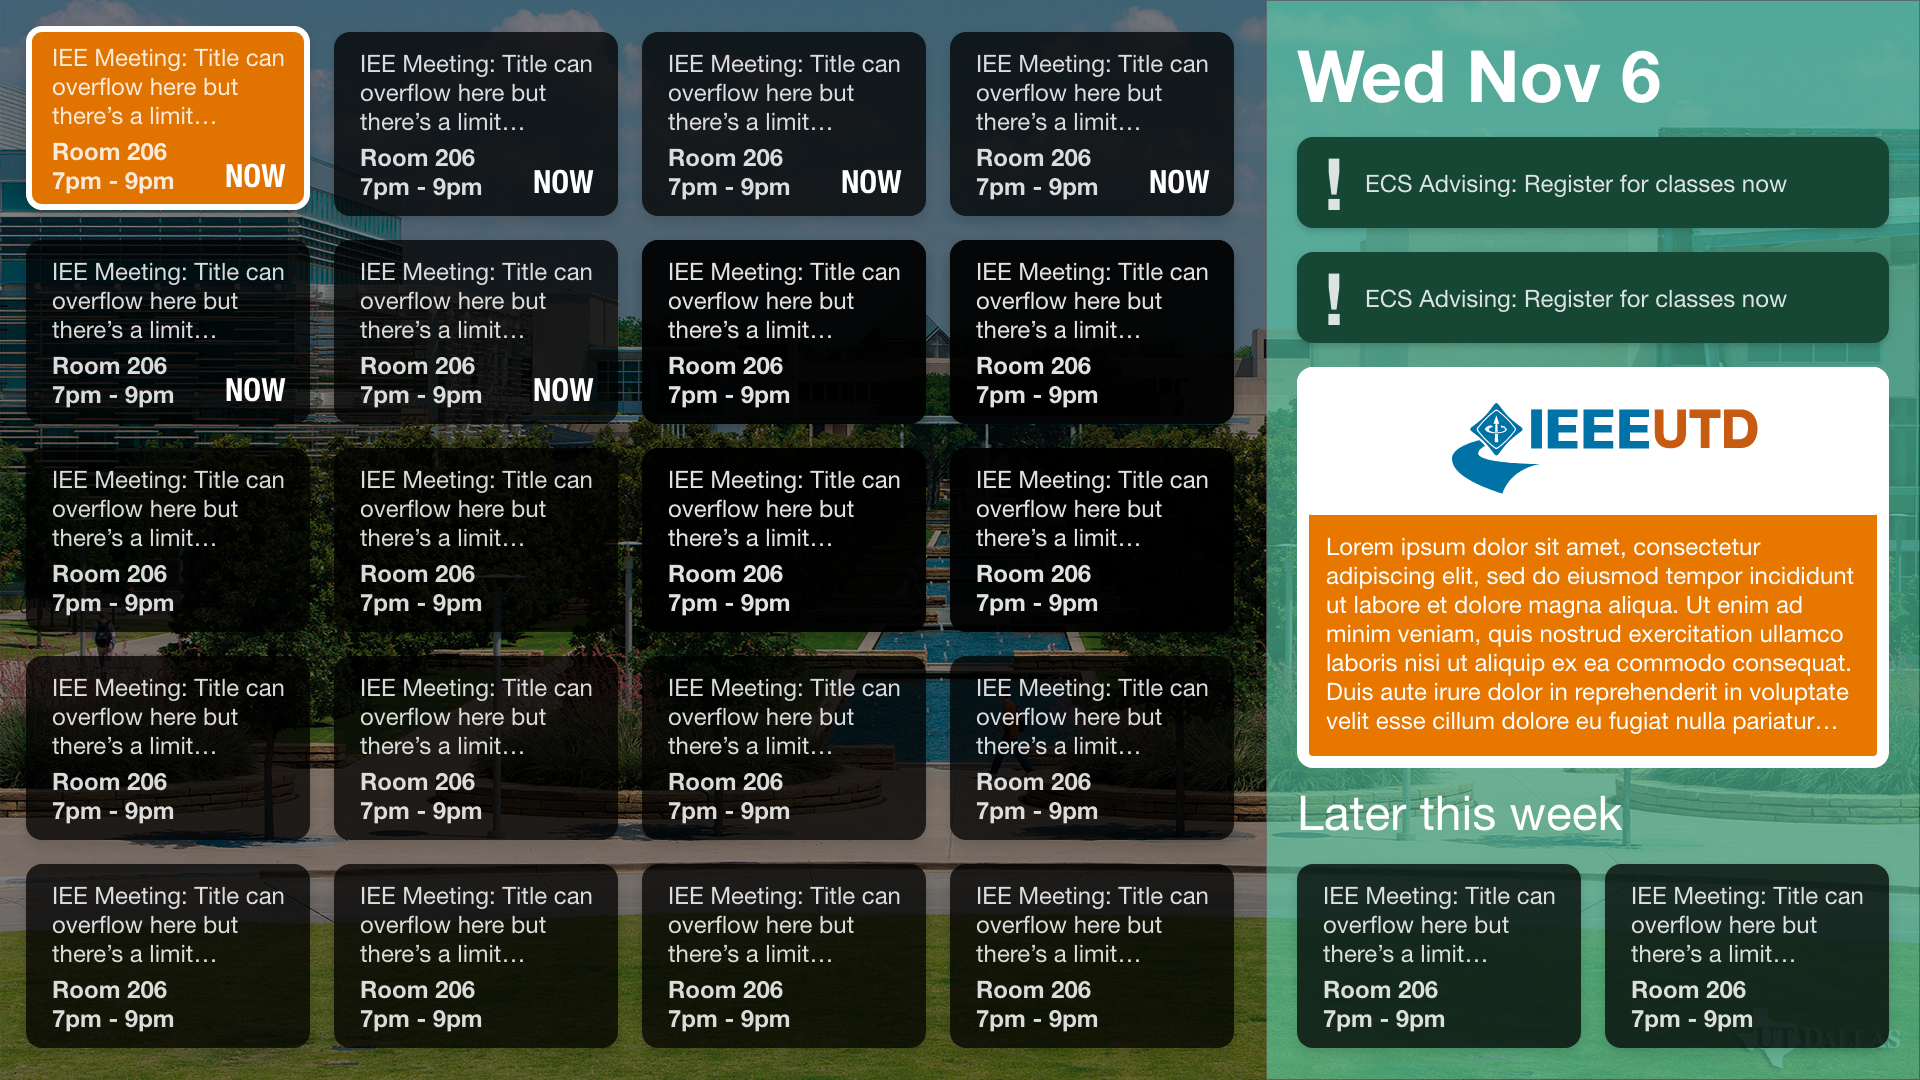 IEE Meeting: Title can
overflow here but
there’s a limit…
Room 206
7pm - 9pm
NOW
IEE Meeting: Title can
overflow here but
there’s a limit…
Room 206
7pm - 9pm
NOW
IEE Meeting: Title can
overflow here but
there’s a limit…
Room 206
7pm - 9pm
NOW
IEE Meeting: Title can
overflow here but
there’s a limit…
Room 206
7pm - 9pm
NOW
IEE Meeting: Title can
overflow here but
there’s a limit…
Room 206
7pm - 9pm
NOW
IEE Meeting: Title can
overflow here but
there’s a limit…
Room 206
7pm - 9pm
NOW
IEE Meeting: Title can
overflow here but
there’s a limit…
Room 206
7pm - 9pm
IEE Meeting: Title can
overflow here but
there’s a limit…
Room 206
7pm - 9pm
IEE Meeting: Title can
overflow here but
there’s a limit…
Room 206
7pm - 9pm
IEE Meeting: Title can
overflow here but
there’s a limit…
Room 206
7pm - 9pm
IEE Meeting: Title can
overflow here but
there’s a limit…
Room 206
7pm - 9pm
IEE Meeting: Title can
overflow here but
there’s a limit…
Room 206
7pm - 9pm
IEE Meeting: Title can
overflow here but
there’s a limit…
Room 206
7pm - 9pm
IEE Meeting: Title can
overflow here but
there’s a limit…
Room 206
7pm - 9pm
IEE Meeting: Title can
overflow here but
there’s a limit…
Room 206
7pm - 9pm
IEE Meeting: Title can
overflow here but
there’s a limit…
Room 206
7pm - 9pm
IEE Meeting: Title can
overflow here but
there’s a limit…
Room 206
7pm - 9pm
IEE Meeting: Title can
overflow here but
there’s a limit…
Room 206
7pm - 9pm
IEE Meeting: Title can
overflow here but
there’s a limit…
Room 206
7pm - 9pm
IEE Meeting: Title can
overflow here but
there’s a limit…
Room 206
7pm - 9pm
Wed Nov 6
! ECS Advising: Register for classes now
! ECS Advising: Register for classes now
IEEEUTD
Lorem ipsum dolor sit amet, consectetur
adipiscing elit, sed do eiusmod tempor incididunt
ut labore et dolore magna aliqua. Ut enim ad
minim veniam, quis nostrud exercitation ullamco
laboris nisi ut aliquip ex ea commodo consequat.
Duis aute irure dolor in reprehenderit in voluptate
velit esse cillum dolore eu fugiat nulla pariatur…
Later this week
IEE Meeting: Title can
overflow here but
there’s a limit…
Room 206
7pm - 9pm
IEE Meeting: Title can
overflow here but
there’s a limit…
Room 206
7pm - 9pm
UT DALLAS